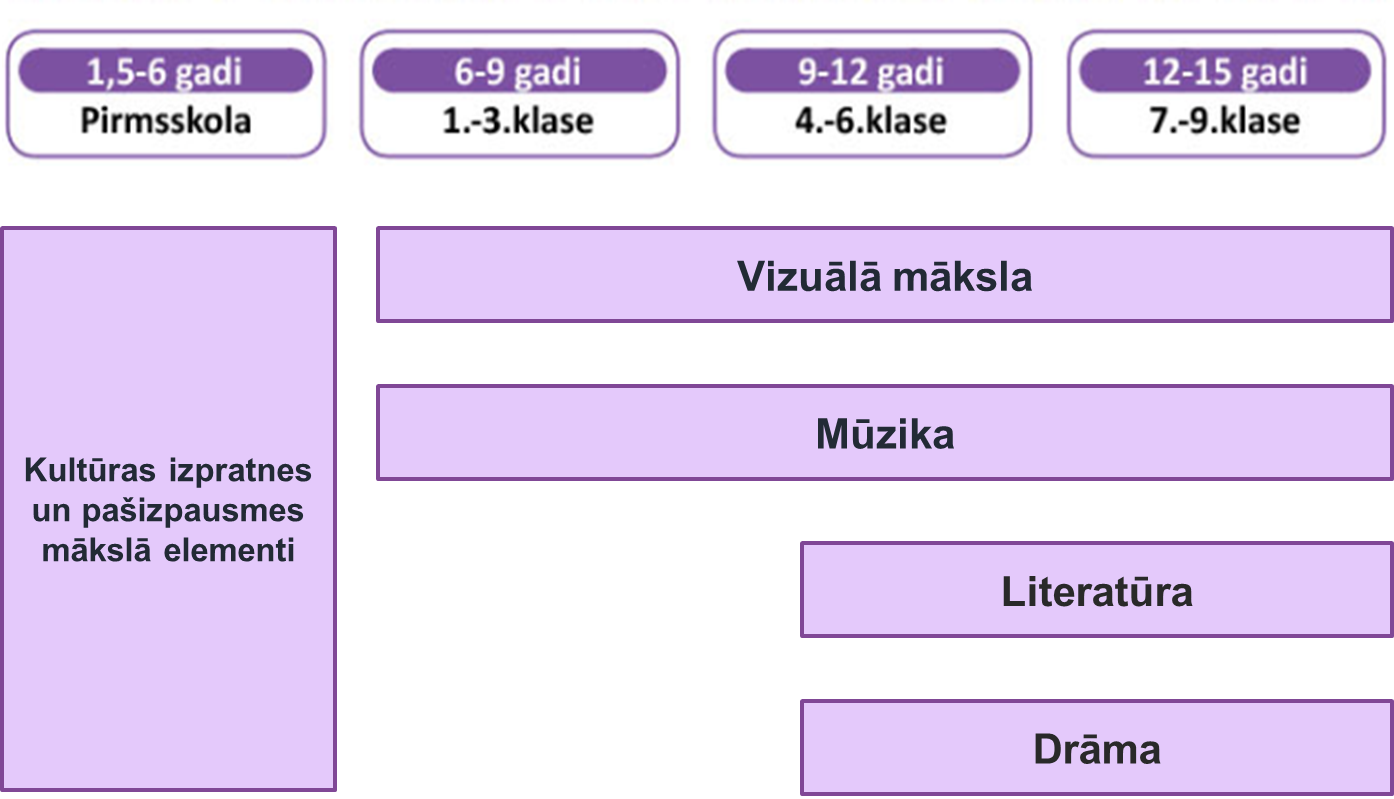 1,5-6 gadi
Pirmsskola
6-9 gadi
1.-3.klase
9-12 gadi
4.-6.klase
12-15 gadi
7.-9.klase
Kultūras izpratnes
un pašizpausmes
mākslā elementi
Vizuālā māksla
Mūzika
Literatūra
Drāma